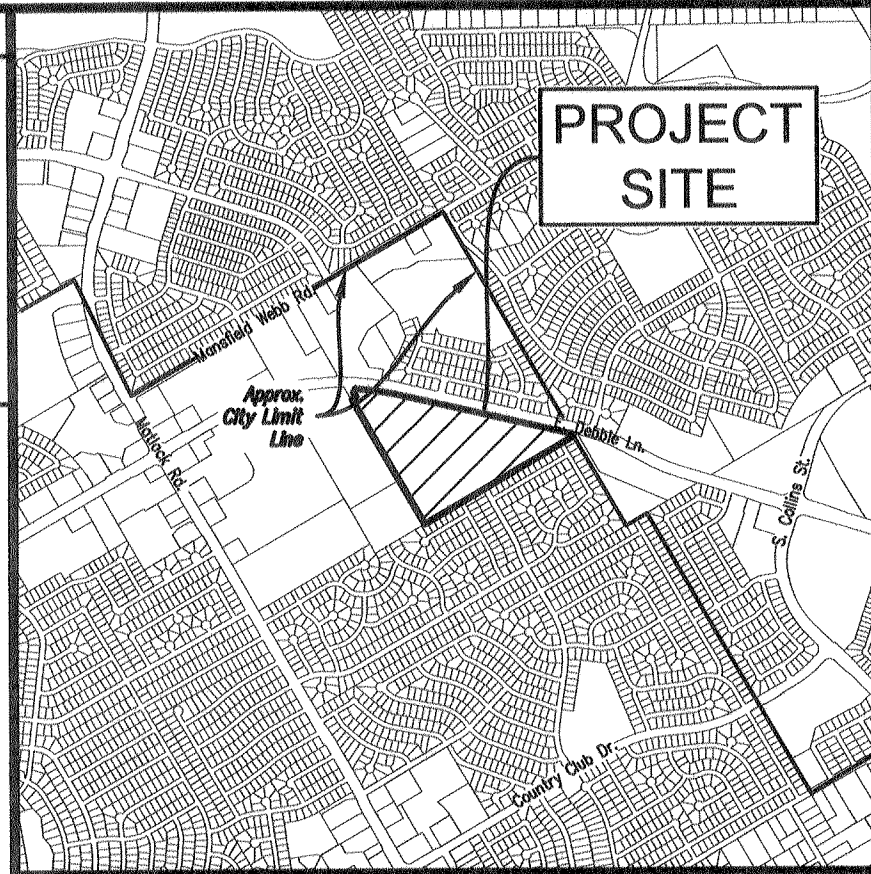 PROJECT
SITE
Mansfield Webb Rd.
Approx.
City Limit
Line
Matlock Rd.
E. Debbie Ln.
S. Collins St.
Country Club Dr.